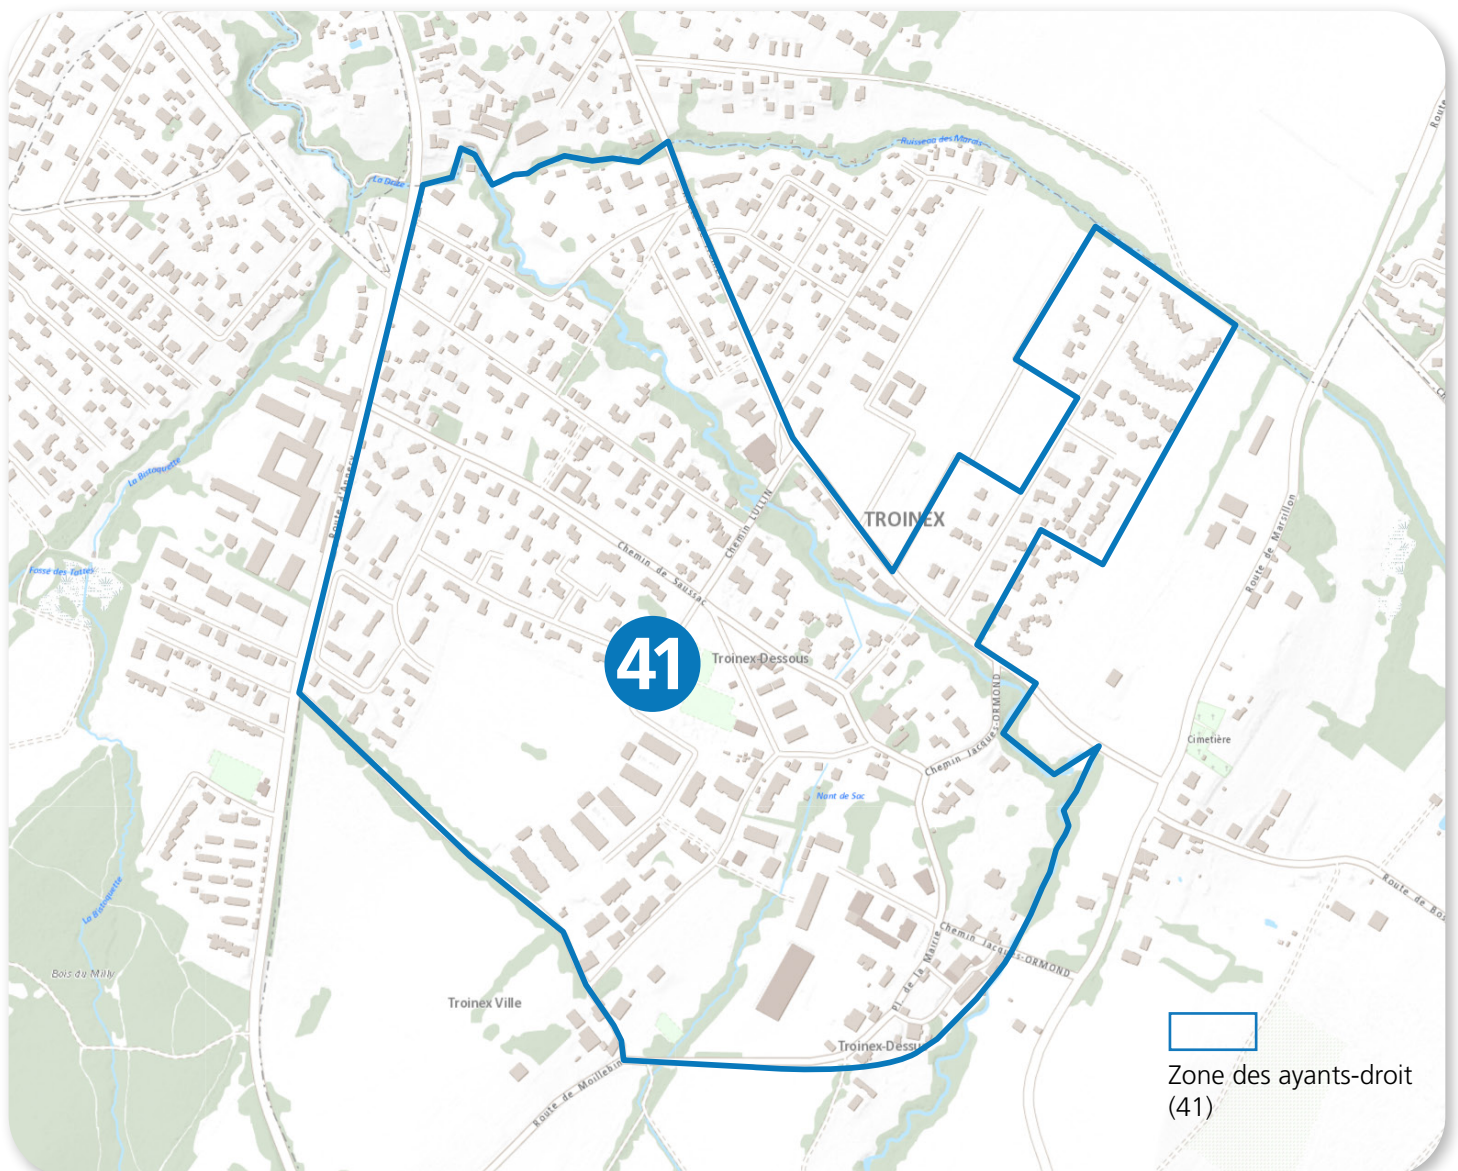 Ruisseau des Marais
La Drize
Route
La Bistoquette
Route d'Annecy
TROINEX
Chemin LULLIN
Route de Marsillon
Chemin de Saussac
Fossé des Tattes
41
Troinex-Dessous
Chemin Jacques-ORMOND
Cimetière
Nant de Sac
La Bistoquette
Route de Bos
Chemin Jacques-ORMOND
Pl. de la Mairie
Bois du Milly
Troinex Ville
Troinex-Dessu
Route de Moillebin
Zone des ayants-droit
(41)